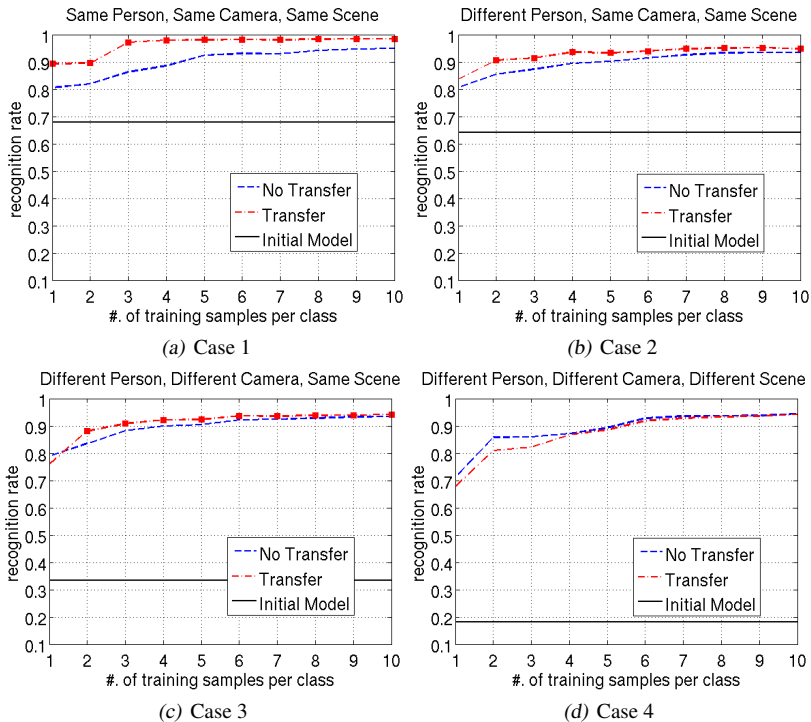 Same Person, Same Camera, Same Scene
1
0.9
0.8
0.7
0.6
0.5
0.4
0.3
0.2
0.1
recognition rate
No Transfer
Transfer
Initial Model
1 2 3 4 5 6 7 8 9 10
#. of training samples per class
(a) Case 1
Different Person, Same Camera, Same Scene
1
0.9
0.8
0.7
0.6
0.5
0.4
0.3
0.2
0.1
recognition rate
No Transfer
Transfer
Initial Model
1 2 3 4 5 6 7 8 9 10
#. of training samples per class
(b) Case 2
Different Person, Different Camera, Same Scene
1
0.9
0.8
0.7
0.6
0.5
0.4
0.3
0.2
0.1
recognition rate
No Transfer
Transfer
Initial Model
1 2 3 4 5 6 7 8 9 10
#. of training samples per class
(c) Case 3
Different Person, Different Camera, Different Scene
1
0.9
0.8
0.7
0.6
0.5
0.4
0.3
0.2
0.1
recognition rate
No Transfer
Transfer
Initial Model
1 2 3 4 5 6 7 8 9 10
#. of training samples per class
(d) Case 4